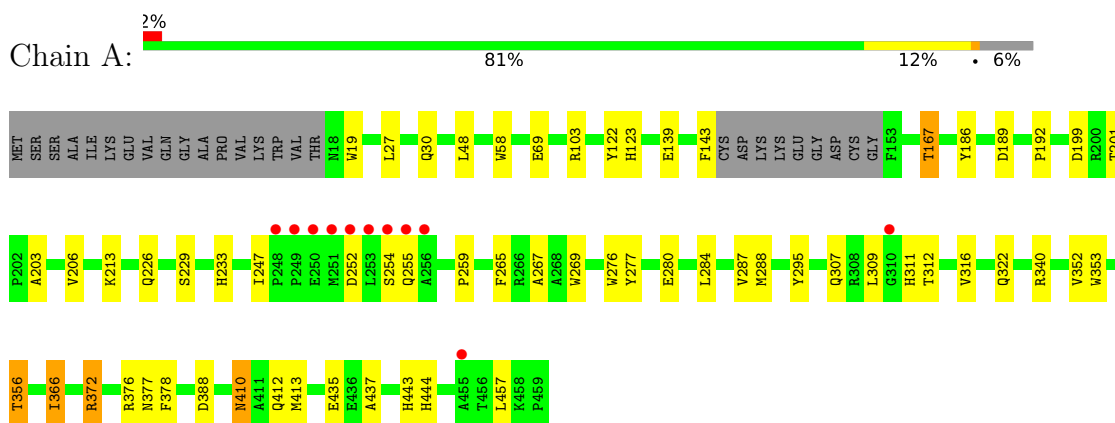 2%
Chain A:
81% 12% • 6%
MET SER SER ALA ILE LYS GLU VAL GLN GLY ALA PRO VAL LYS TRP VAL THR N18 W19 L27 Q30 L48 W58 E69 R103 Y122 H123 E139 F143 CYS ASP LYS LYS GLU GLY ASP CYS GLY F153 T167 Y186 D189 P192 D199 R200 T201
P202 A203 V206 K213 Q226 S229 H233 I247 P248 P249 E250 M251 D252 L253 S254 Q255 A256 P259 F265 R266 A267 A268 W269 W276 Y277 E280 L284 V287 M288 Y295 Q307 R308 L309 G310 H311 T312 V316 Q322 R340 V352 W353
T356 I366 R372 R376 N377 F378 D388 N410 A411 Q412 M413 E435 E436 A437 H443 H444 A455 T456 L457 K458 P459